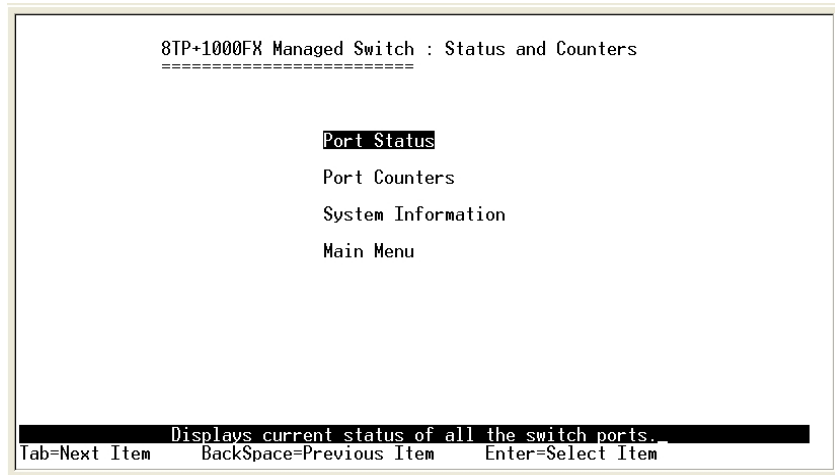 8TP+1000FX Managed Switch : Status and Counters
=========================
Port Status
Port Counters
System Information
Main Menu
Displays current status of all the switch ports._
Tab=Next Item BackSpace=Previous Item Enter=Select Item